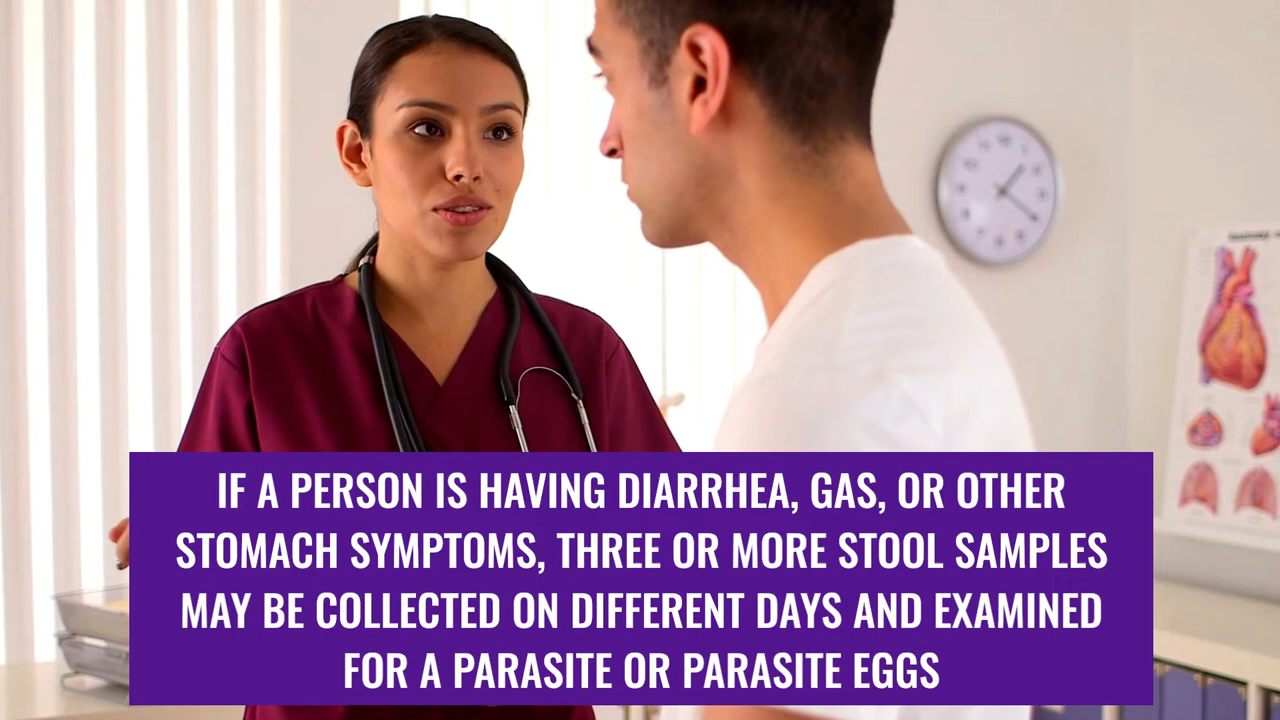 IF A PERSON IS HAVING DIARRHEA, GAS, OR OTHER
STOMACH SYMPTOMS, THREE OR MORE STOOL SAMPLES
MAY BE COLLECTED ON DIFFERENT DAYS AND EXAMINED
FOR A PARASITE OR PARASITE EGGS